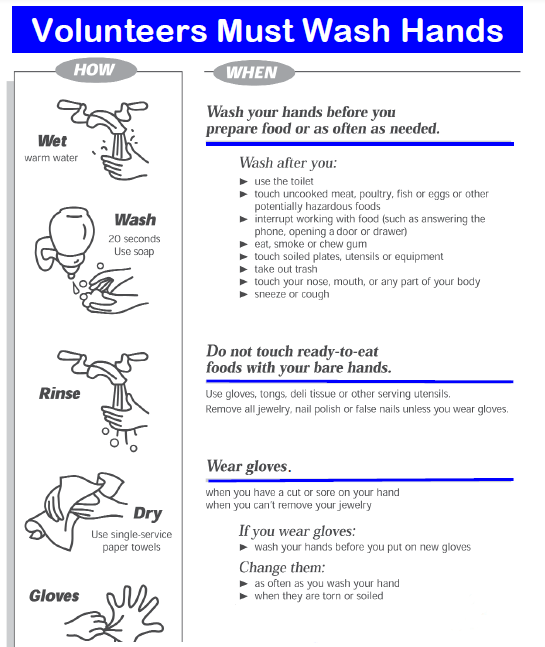 Volunteers Must Wash Hands
HOW
Wet
warm water
Wash
20 seconds
Use soap
Rinse
Dry
Use single-service
paper towels
Gloves
WHEN
Wash your hands before you
prepare food or as often as needed.
Wash after you:
► use the toilet
► touch uncooked meat, poultry, fish or eggs or other
potentially hazardous foods
► interrupt working with food (such as answering the
phone, opening a door or drawer)
► eat, smoke or chew gum
► touch soiled plates, utensils or equipment
► take out trash
► touch your nose, mouth, or any part of your body
► sneeze or cough
Do not touch ready-to-eat
foods with your bare hands.
Use gloves, tongs, deli tissue or other serving utensils.
Remove all jewelry, nail polish or false nails unless you wear gloves.
Wear gloves.
when you have a cut or sore on your hand
when you can't remove your jewelry
If you wear gloves:
► wash your hands before you put on new gloves
Change them:
► as often as you wash your hand
► when they are torn or soiled